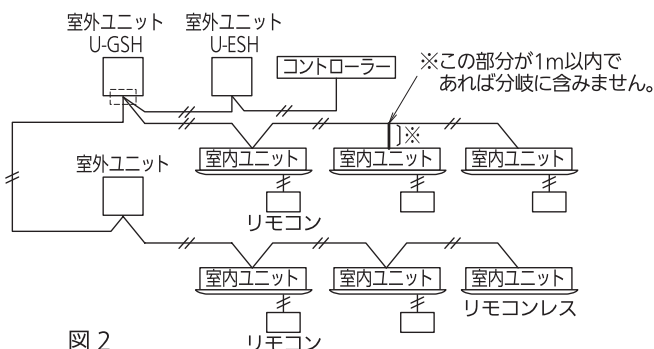 室外ユニット
U-GSH
室外ユニット
U-ESH
コントローラー
※この部分が1m以内で
あれば分岐に含みません。
※
室内ユニット
室内ユニット
室内ユニット
リモコン
室外ユニット
室内ユニット
室内ユニット
室内ユニット
リモコンレス
リモコン
図2